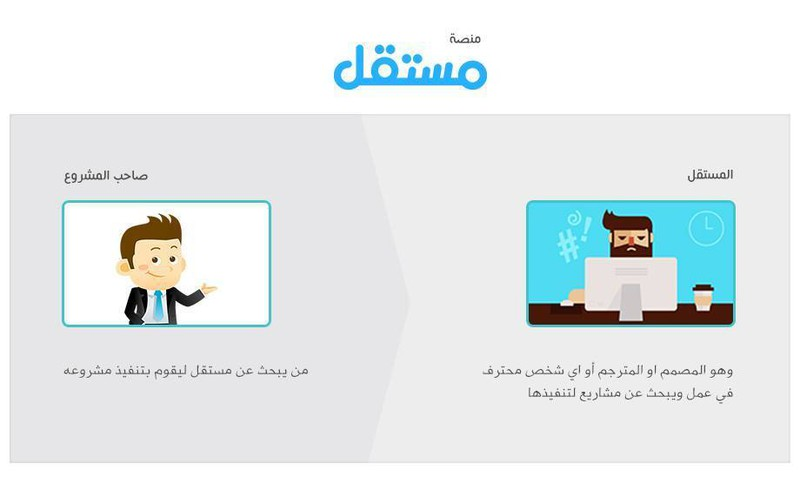 منصة
مستقل
المستقل
وهو المصمم او المترجم أو اي شخص محترف
في عمل ويبحث عن مشاريع لتنفيذها
صاحب المشروع
من يبحث عن مستقل ليقوم بتنفيذ مشروعه
#@!